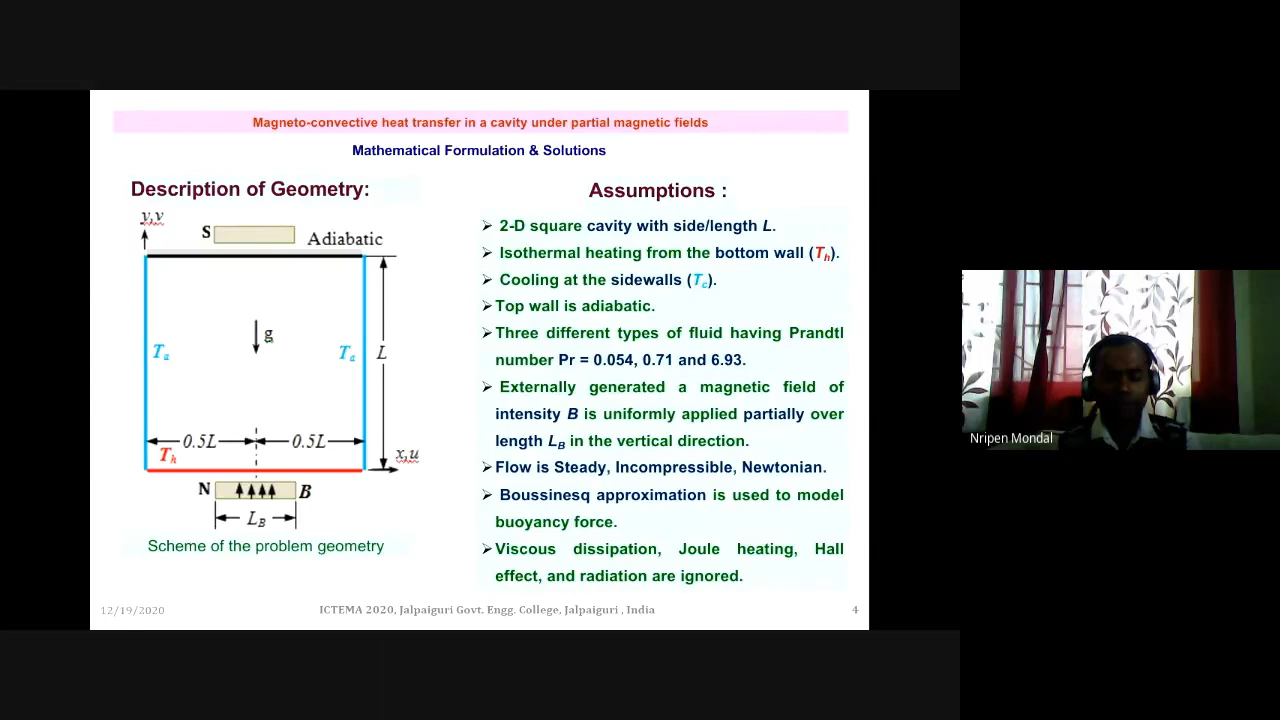 Magneto-convective heat transfer in a cavity under partial magnetic fields
Mathematical Formulation & Solutions
Description of Geometry:
y,v
S
Adiabatic
g
Ta
Tc
L
0.5L
0.5L
Th
x,u
N
B
LB
Scheme of the problem geometry
Assumptions :
➢ 2-D square cavity with side/length L.
➢ Isothermal heating from the bottom wall (Th).
➢ Cooling at the sidewalls (Tc).
➢ Top wall is adiabatic.
➢ Three different types of fluid having Prandtl
number Pr = 0.054, 0.71 and 6.93.
➢ Externally generated a magnetic field of
intensity B is uniformly applied partially over
length LB in the vertical direction.
➢ Flow is Steady, Incompressible, Newtonian.
➢ Boussinesq approximation is used to model
buoyancy force.
➢ Viscous dissipation, Joule heating, Hall
effect, and radiation are ignored.
12/19/2020
ICTEMA 2020, Jalpaiguri Govt. Engg. College, Jalpaiguri , India
4
Nripen Mondal